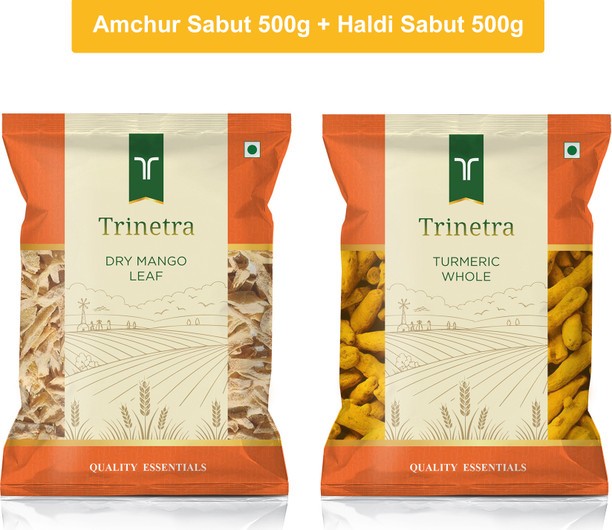 Amchur Sabut 500g + Haldi Sabut 500g
Trinetra
DRY MANGO
LEAF
QUALITY ESSENTIALS
Trinetra
TURMERIC
WHOLE
QUALITY ESSENTIALS